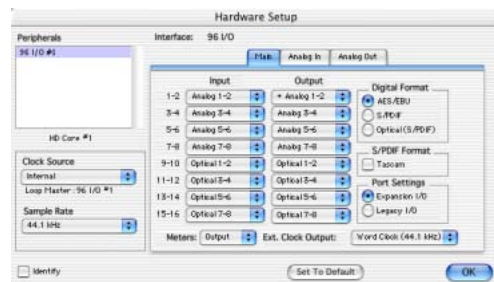 Hardware Setup
Peripherals
96 I/O #1
HD Core #1
Clock Source
Internal
Loop Master: 96 I/O #1
Sample Rate
44.1 kHz
Identify
Interface: 96 I/O
Main
Analog In
Analog Out
Input Output
1-2 Analog 1-2 + Analog 1-2
3-4 Analog 3-4 Analog 3-4
5-6 Analog 5-6 Analog 5-6
7-8 Analog 7-8 Analog 7-8
9-10 Optical 1-2 Optical 1-2
11-12 Optical 3-4 Optical 3-4
13-14 Optical 5-6 Optical 5-6
15-16 Optical 7-8 Optical 7-8
Digital Format
AES/EBU
S/PDIF
Optical (S/PDIF)
S/PDIF Format
Tascam
Port Settings
Expansion I/O
Legacy I/O
Meters: Output
Ext. Clock Output: Word Clock (44.1 kHz)
Set To Default
OK